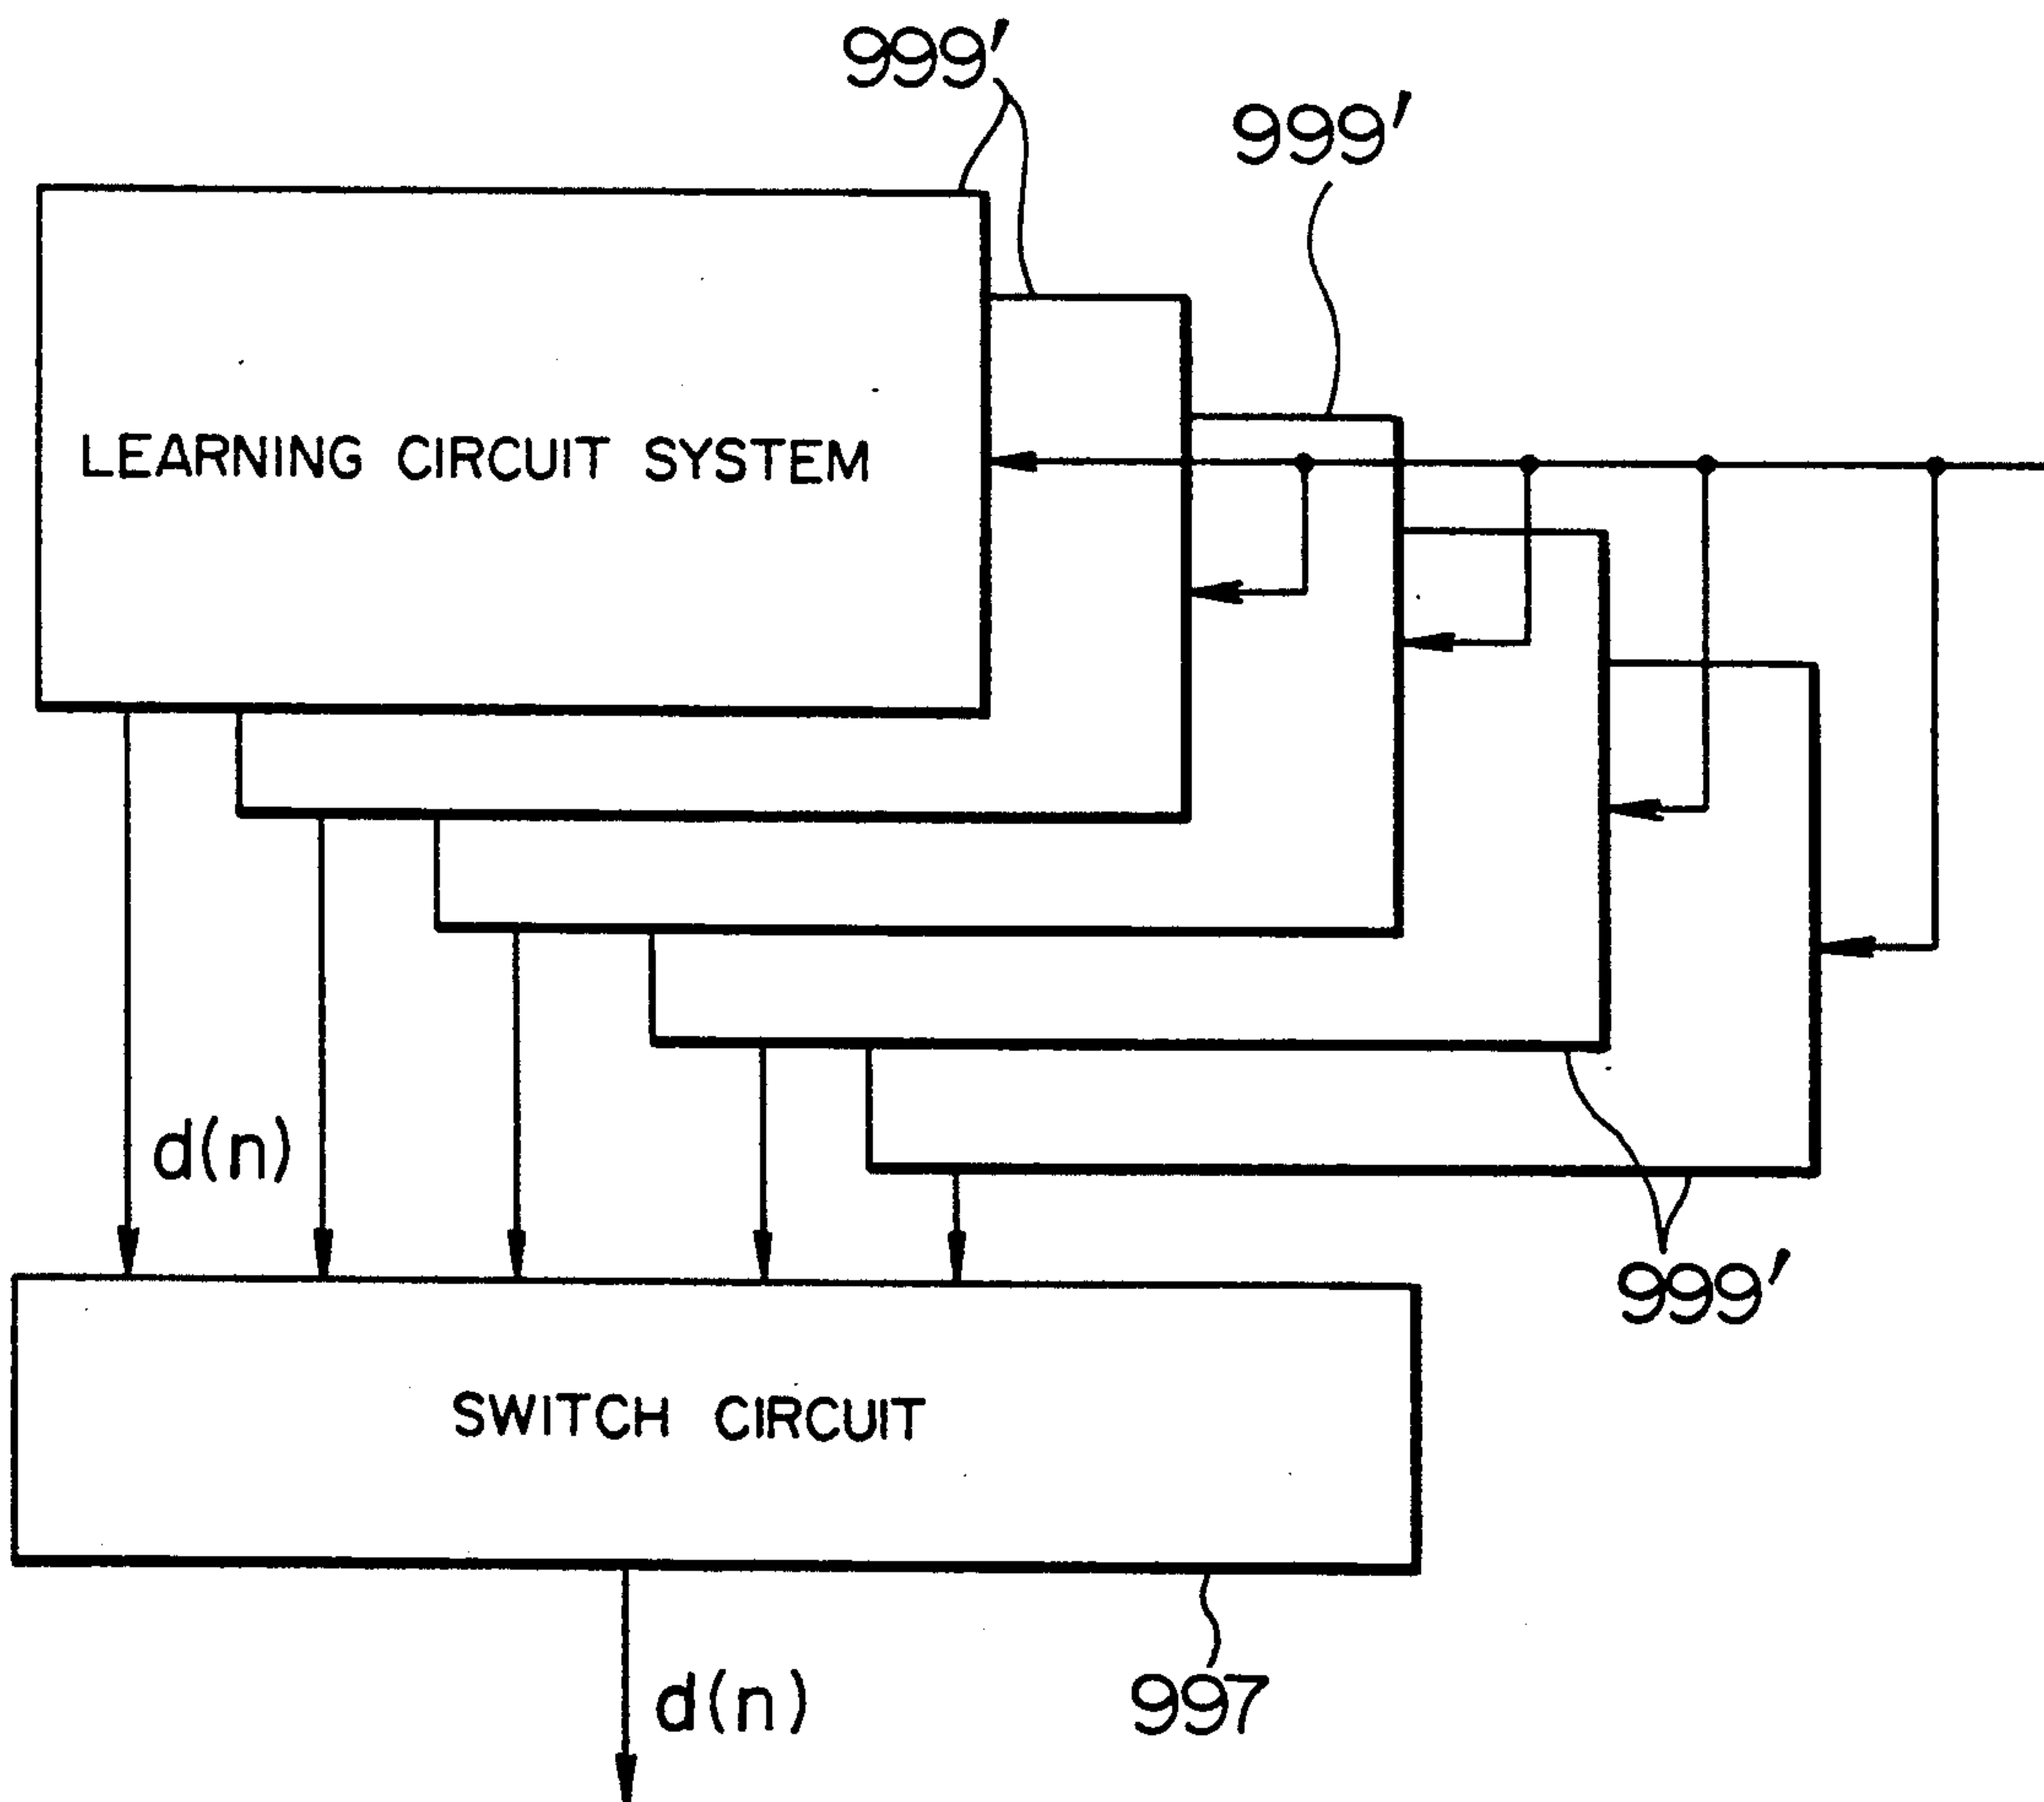 999'
999'
LEARNING CIRCUIT SYSTEM
d(n)
999'
SWITCH CIRCUIT
d(n)
997